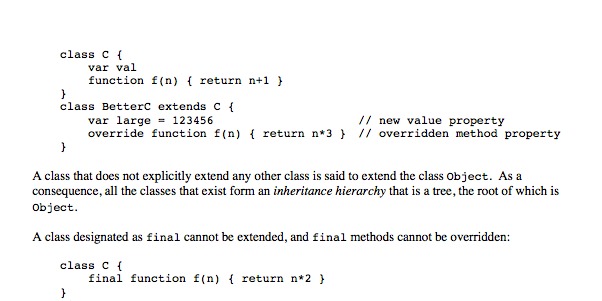 class C {
    var val
    function f(n) { return n+1 }
}
class BetterC extends C {
    var large = 123456                    // new value property
    override function f(n) { return n*3 } // overridden method property
}
A class that does not explicitly extend any other class is said to extend the class Object. As a
consequence, all the classes that exist form an inheritance hierarchy that is a tree, the root of which is
Object.
A class designated as final cannot be extended, and final methods cannot be overridden:
class C {
    final function f(n) { return n*2 }
}